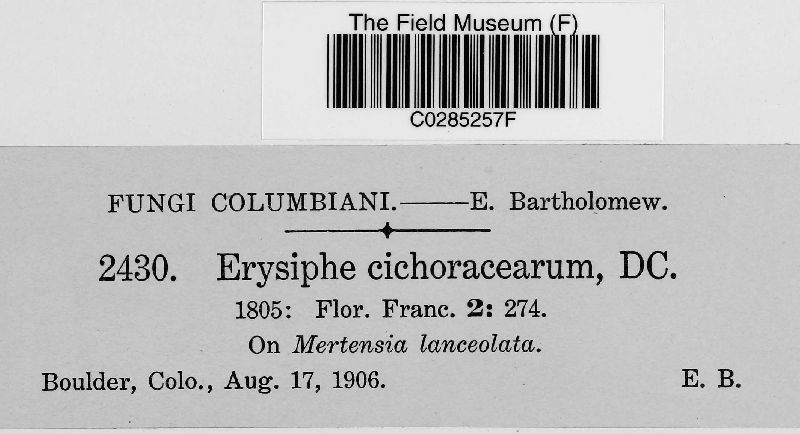 The Field Museum (F)
C0285257F
FUNGI COLUMBIANI.——E. Bartholomew.
2430. Erysiphe cichoracearum, DC.
1805: Flor. Franc. 2: 274.
On Mertensia lanceolata.
Boulder, Colo., Aug. 17, 1906. E. B.